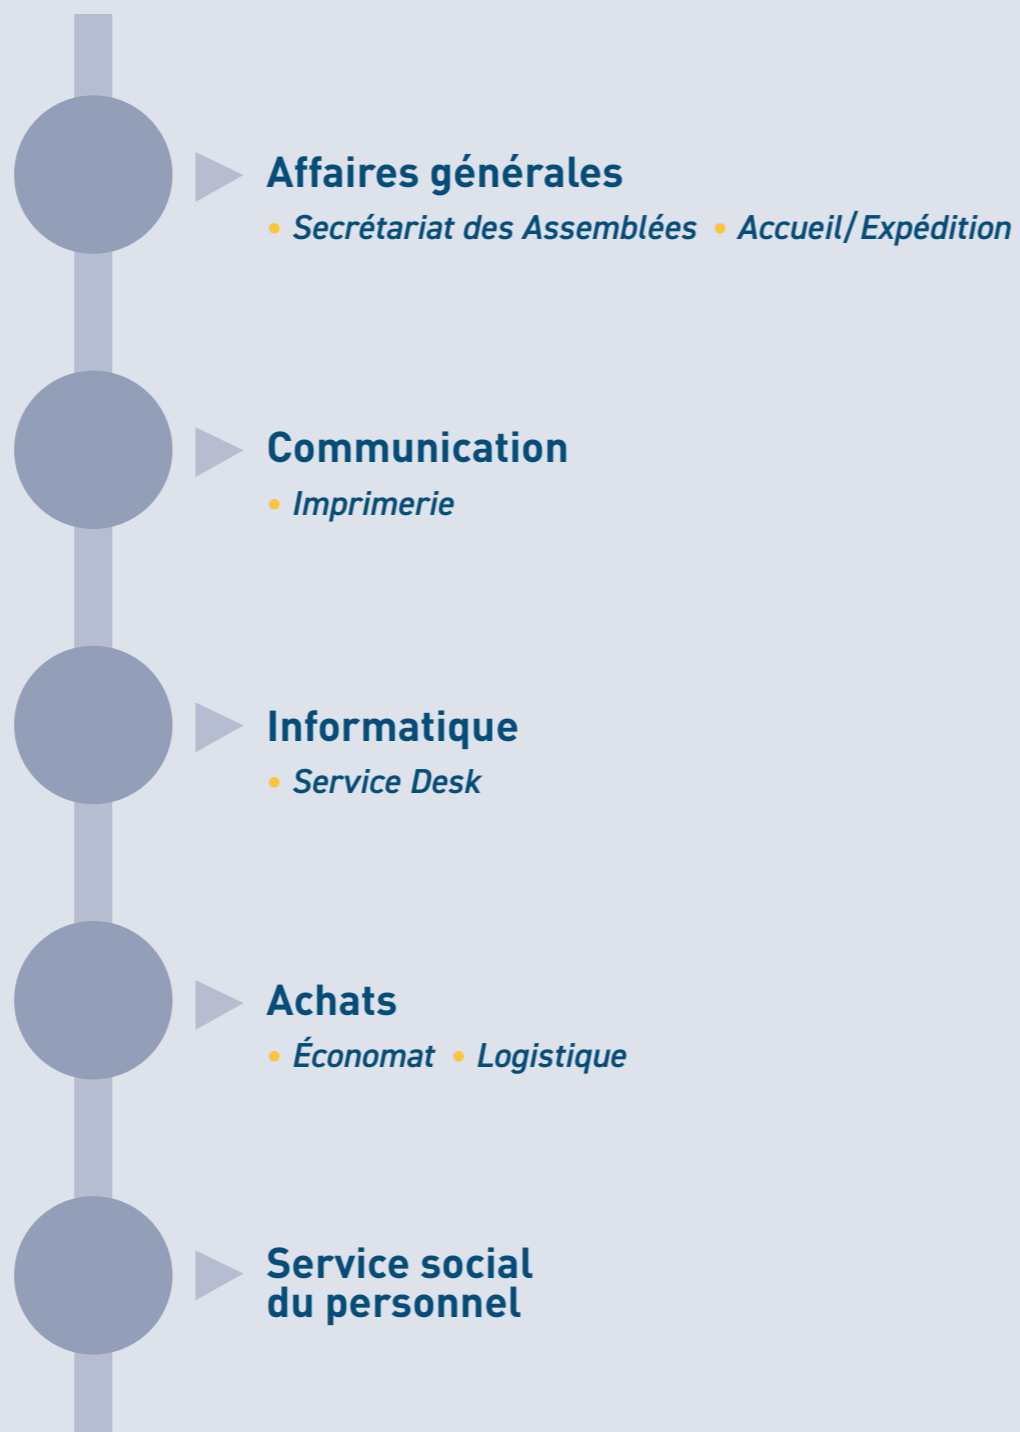 Affaires générales
• Secrétariat des Assemblées • Accueil/Expédition
Communication
• Imprimerie
Informatique
• Service Desk
Achats
• Économat • Logistique
Service social
du personnel